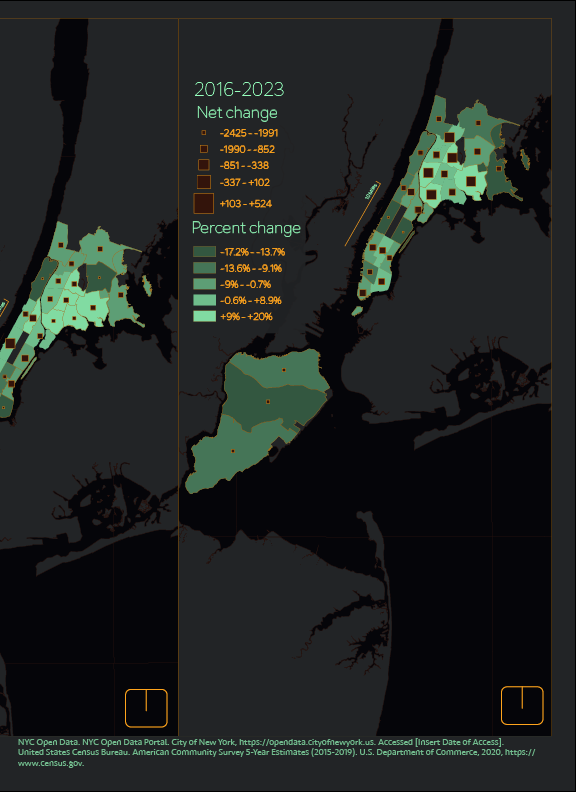 2016-2023
Net change
-2425--1991
-1990--852
-851--338
-337-+102
+103-+524
Percent change
-17.2%--13.7%
-13.6%--9.1%
-9%--0.7%
-0.6%-+8.9%
+9%-+20%
NYC Open Data. NYC Open Data Portal. City of New York, https://opendata.cityofnewyork.us. Accessed [Insert Date of Access].
United States Census Bureau. American Community Survey 5-Year Estimates (2015-2019). U.S. Department of Commerce, 2020, https://
www.census.gov.